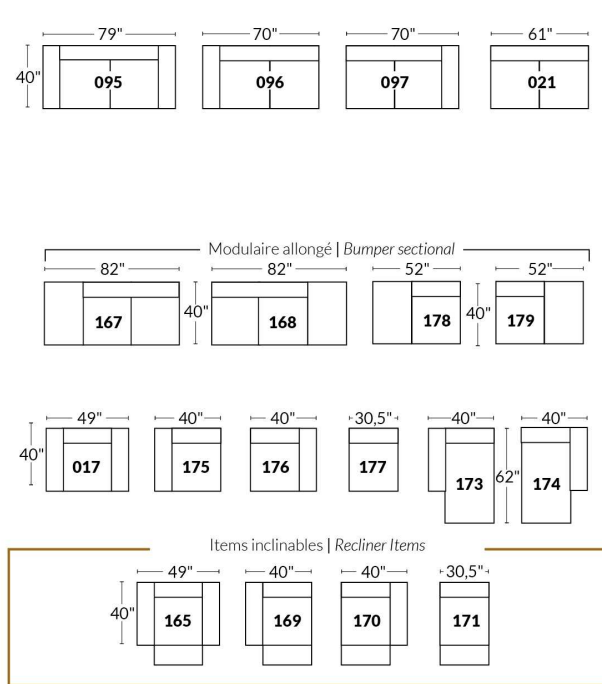 79" 70" 70" 61"
40" 095 096 097 021
Modulaire allongé | Bumper sectional
82" 82" 52" 52"
167 40" 168 178 40" 179
49" 40" 40" 30,5" 40" 40"
40" 017 175 176 177 173 62" 174
Items inclinables | Recliner Items
49" 40" 40" 30,5"
40" 165 169 170 171